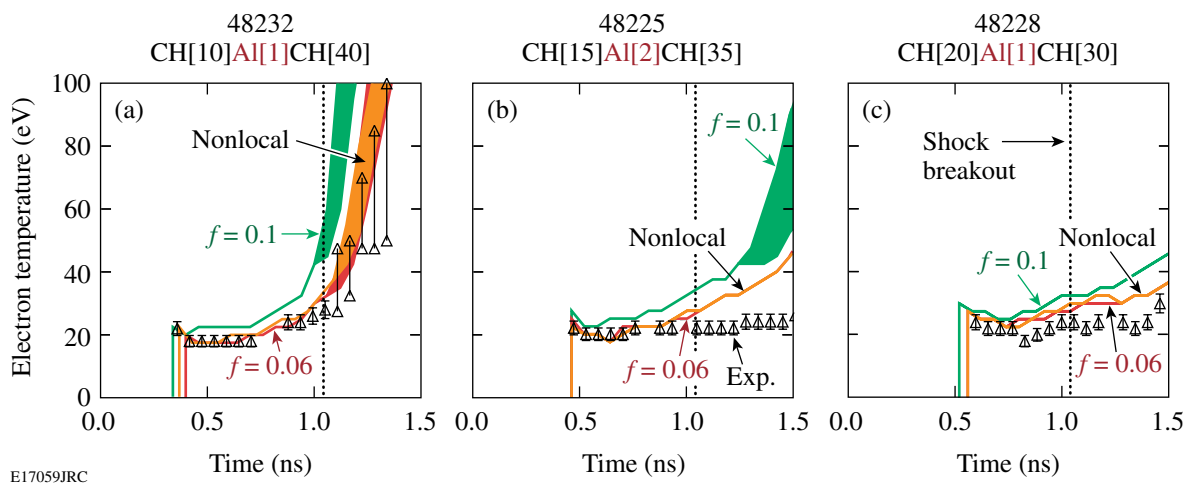 48232
CH[10]Al[1]CH[40]
48225
CH[15]Al[2]CH[35]
48228
CH[20]Al[1]CH[30]
Electron temperature (eV)
100
80
60
40
20
0
(a)
Nonlocal
f = 0.1
f = 0.06
0.0
0.5
1.0
1.5
Time (ns)
(b)
f = 0.1
Nonlocal
f = 0.06
Exp.
0.0
0.5
1.0
1.5
Time (ns)
(c)
Shock
breakout
Nonlocal
f = 0.1
f = 0.06
0.0
0.5
1.0
1.5
Time (ns)
E17059JRC